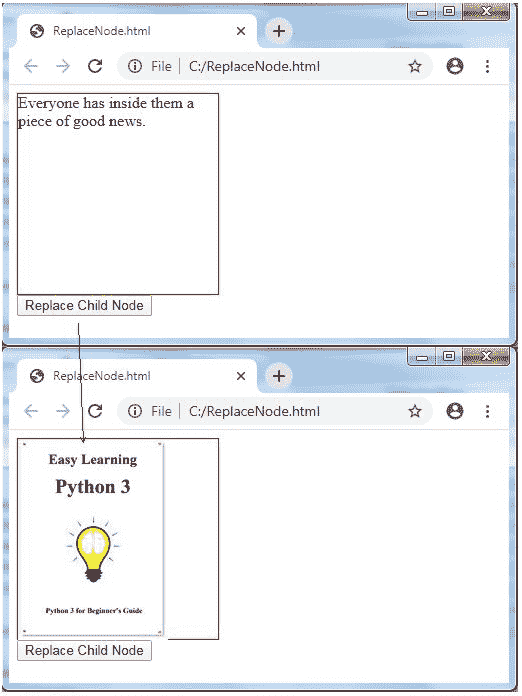 ReplaceNode.html
File C:/ReplaceNode.html
Everyone has inside them a
piece of good news.
Replace Child Node
ReplaceNode.html
File C:/ReplaceNode.html
Easy Learning
Python 3
Python 3 for Beginner's Guide
Replace Child Node